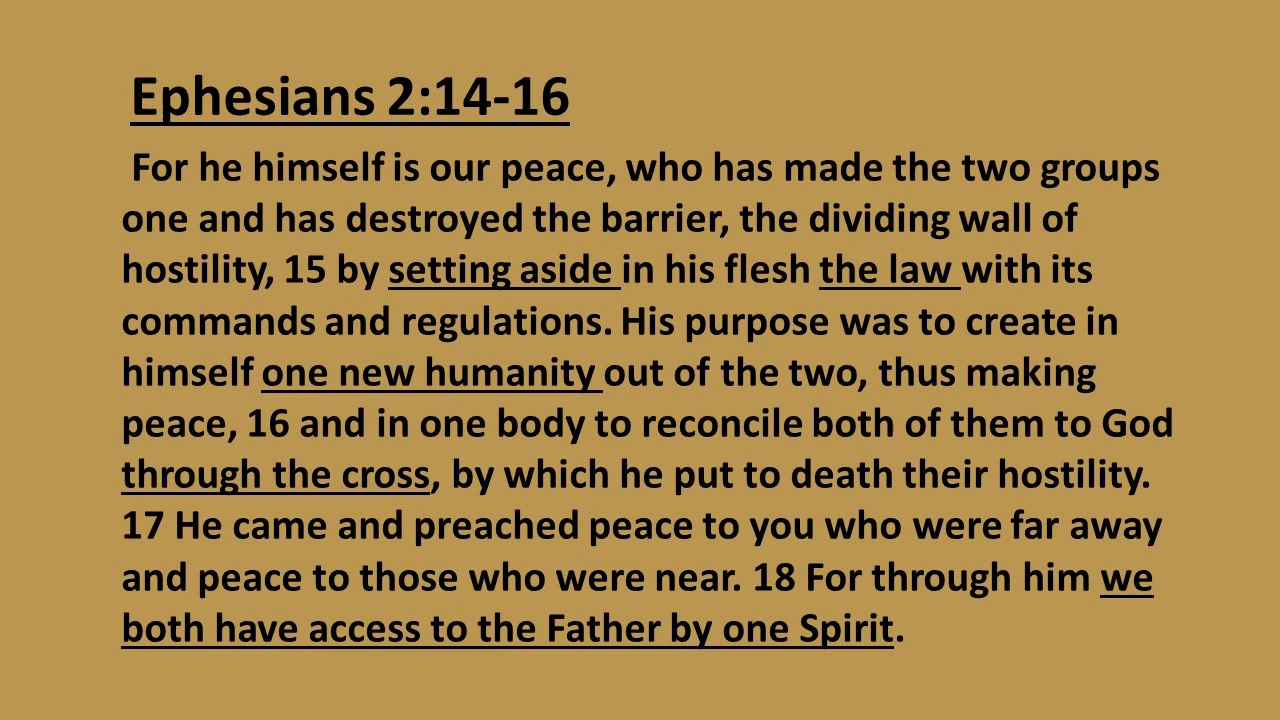 Ephesians 2:14-16
For he himself is our peace, who has made the two groups
one and has destroyed the barrier, the dividing wall of
hostility, 15 by setting aside in his flesh the law with its
commands and regulations. His purpose was to create in
himself one new humanity out of the two, thus making
peace, 16 and in one body to reconcile both of them to God
through the cross, by which he put to death their hostility.
17 He came and preached peace to you who were far away
and peace to those who were near. 18 For through him we
both have access to the Father by one Spirit.